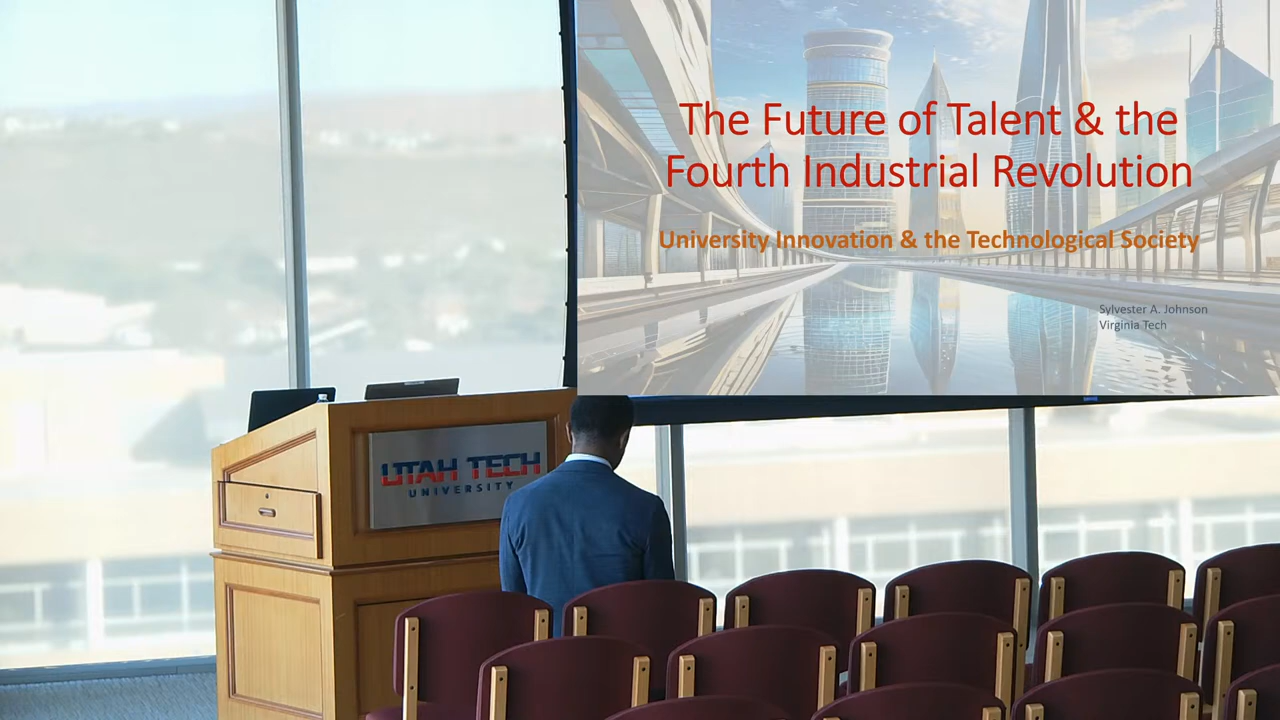 The Future of Talent & the
Fourth Industrial Revolution
University Innovation & the Technological Society
Sylvester A. Johnson
Virginia Tech
UTAH TECH
UNIVERSITY